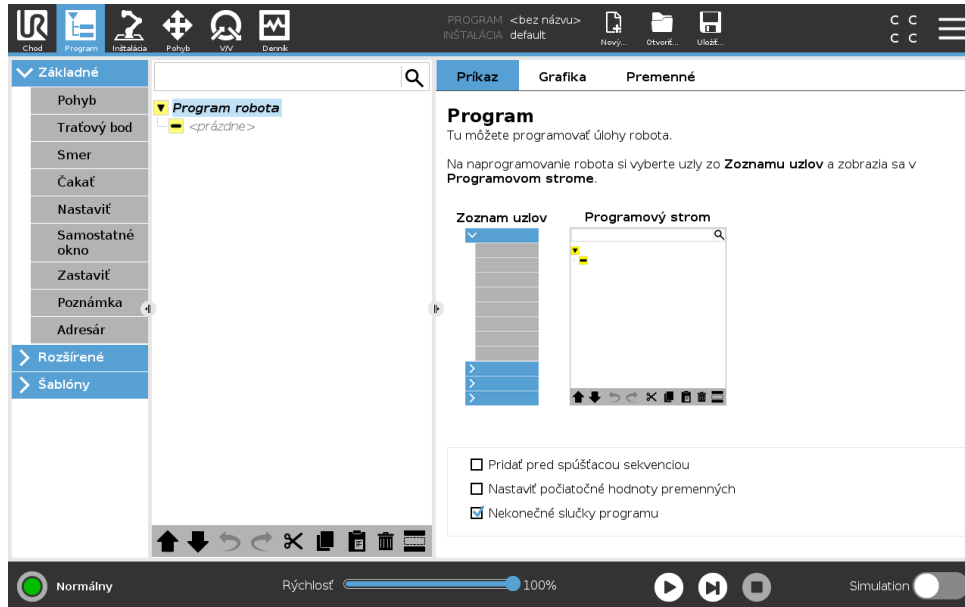 PROGRAM <bez názvu>
INŠTALÁCIA default
C C
C C
Chod
Program
Inštalácia
Pohyb
V/V
Denník
Nový...
Otvoriť...
Uložiť...
Základné
Pohyb
Traťový bod
Smer
Čakať
Nastaviť
Samostatné
okno
Zastaviť
Poznámka
Adresár
Rozšírené
Šablóny
Program robota
<prázdne>
Príkaz
Grafika
Premenné
Program
Tu môžete programovať úlohy robota.
Na naprogramovanie robota si vyberte uzly zo Zoznamu uzlov a zobrazia sa v
Programovom strome.
Zoznam uzlov
Programový strom
Pridať pred spúšťacou sekvenciou
Nastaviť počiatočné hodnoty premenných
Nekonečné slučky programu
Normálny
Rýchlosť
100%
Simulation